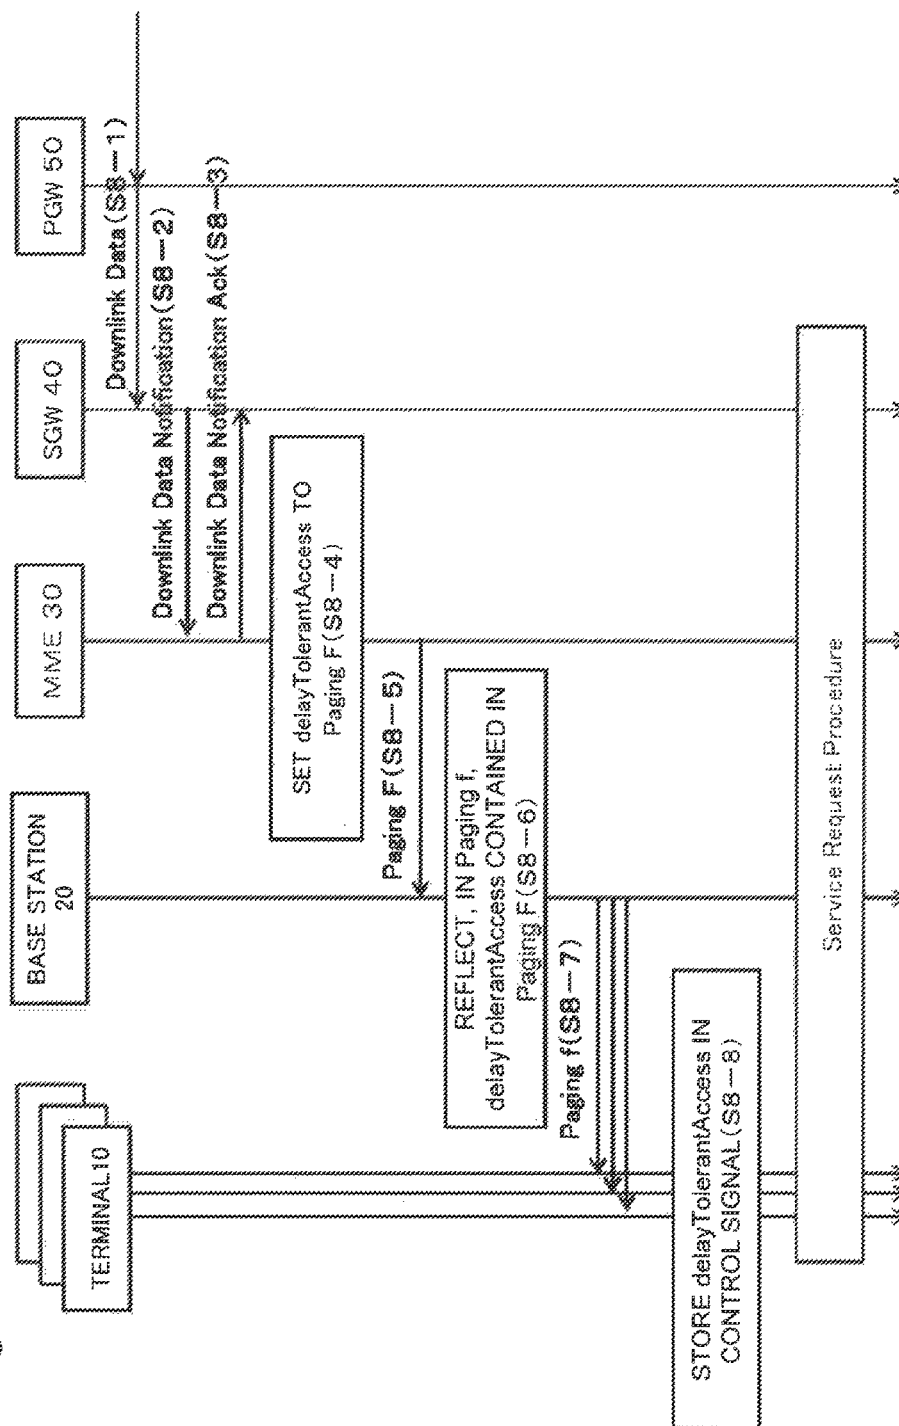 TERMINAL10
BASE STATION
20
MME 30
SGW 40
PGW 50
Downlink Data(S8－1)
Downlink Data Notification(S8－2)
Downlink Data Notification Ack(S8－3)
SET delayTolerantAccess TO
Paging F(S8－4)
Paging F(S8－5)
REFLECT, IN Paging f,
delayTolerantAccess CONTAINED IN
Paging F(S8－6)
Paging f(S8－7)
STORE delayTolerantAccess IN
CONTROL SIGNAL(S8－8)
Service Request Procedure